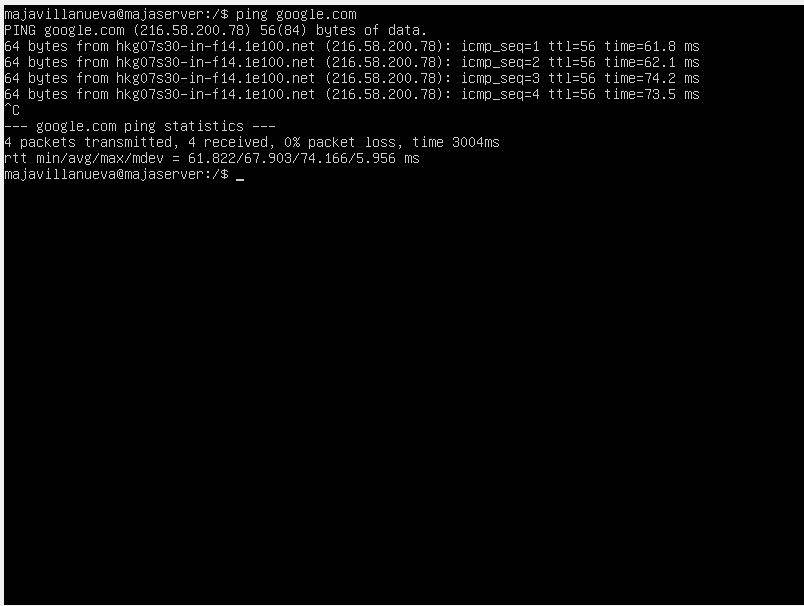 majavillanueva@majaserver:/$ ping google.com
PING google.com (216.58.200.78) 56(84) bytes of data.
64 bytes from hkg07s30-in-f14.1e100.net (216.58.200.78): icmp_seq=1 ttl=56 time=61.8 ms
64 bytes from hkg07s30-in-f14.1e100.net (216.58.200.78): icmp_seq=2 ttl=56 time=62.1 ms
64 bytes from hkg07s30-in-f14.1e100.net (216.58.200.78): icmp_seq=3 ttl=56 time=74.2 ms
64 bytes from hkg07s30-in-f14.1e100.net (216.58.200.78): icmp_seq=4 ttl=56 time=73.5 ms
^C
--- google.com ping statistics ---
4 packets transmitted, 4 received, 0% packet loss, time 3004ms
rtt min/avg/max/mdev = 61.822/67.903/74.166/5.956 ms
majavillanueva@majaserver:/$ _